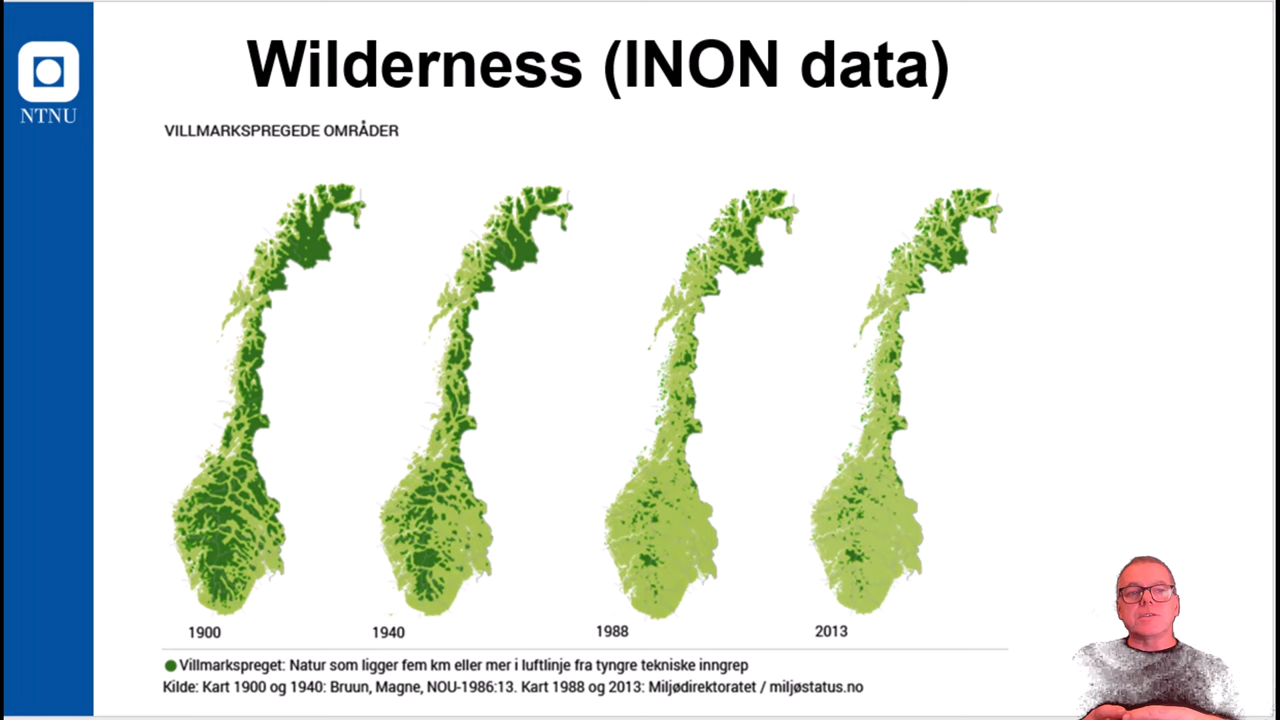 Wilderness (INON data)
NTNU
VILLMARKSPREGEDE OMRÅDER
1900
1940
1988
2013
Villmarkspreget: Natur som ligger fem km eller mer i luftlinje fra tyngre tekniske inngrep
Kilde: Kart 1900 og 1940: Bruun, Magne, NOU-1986:13. Kart 1988 og 2013: Miljødirektoratet / miljøstatus.no